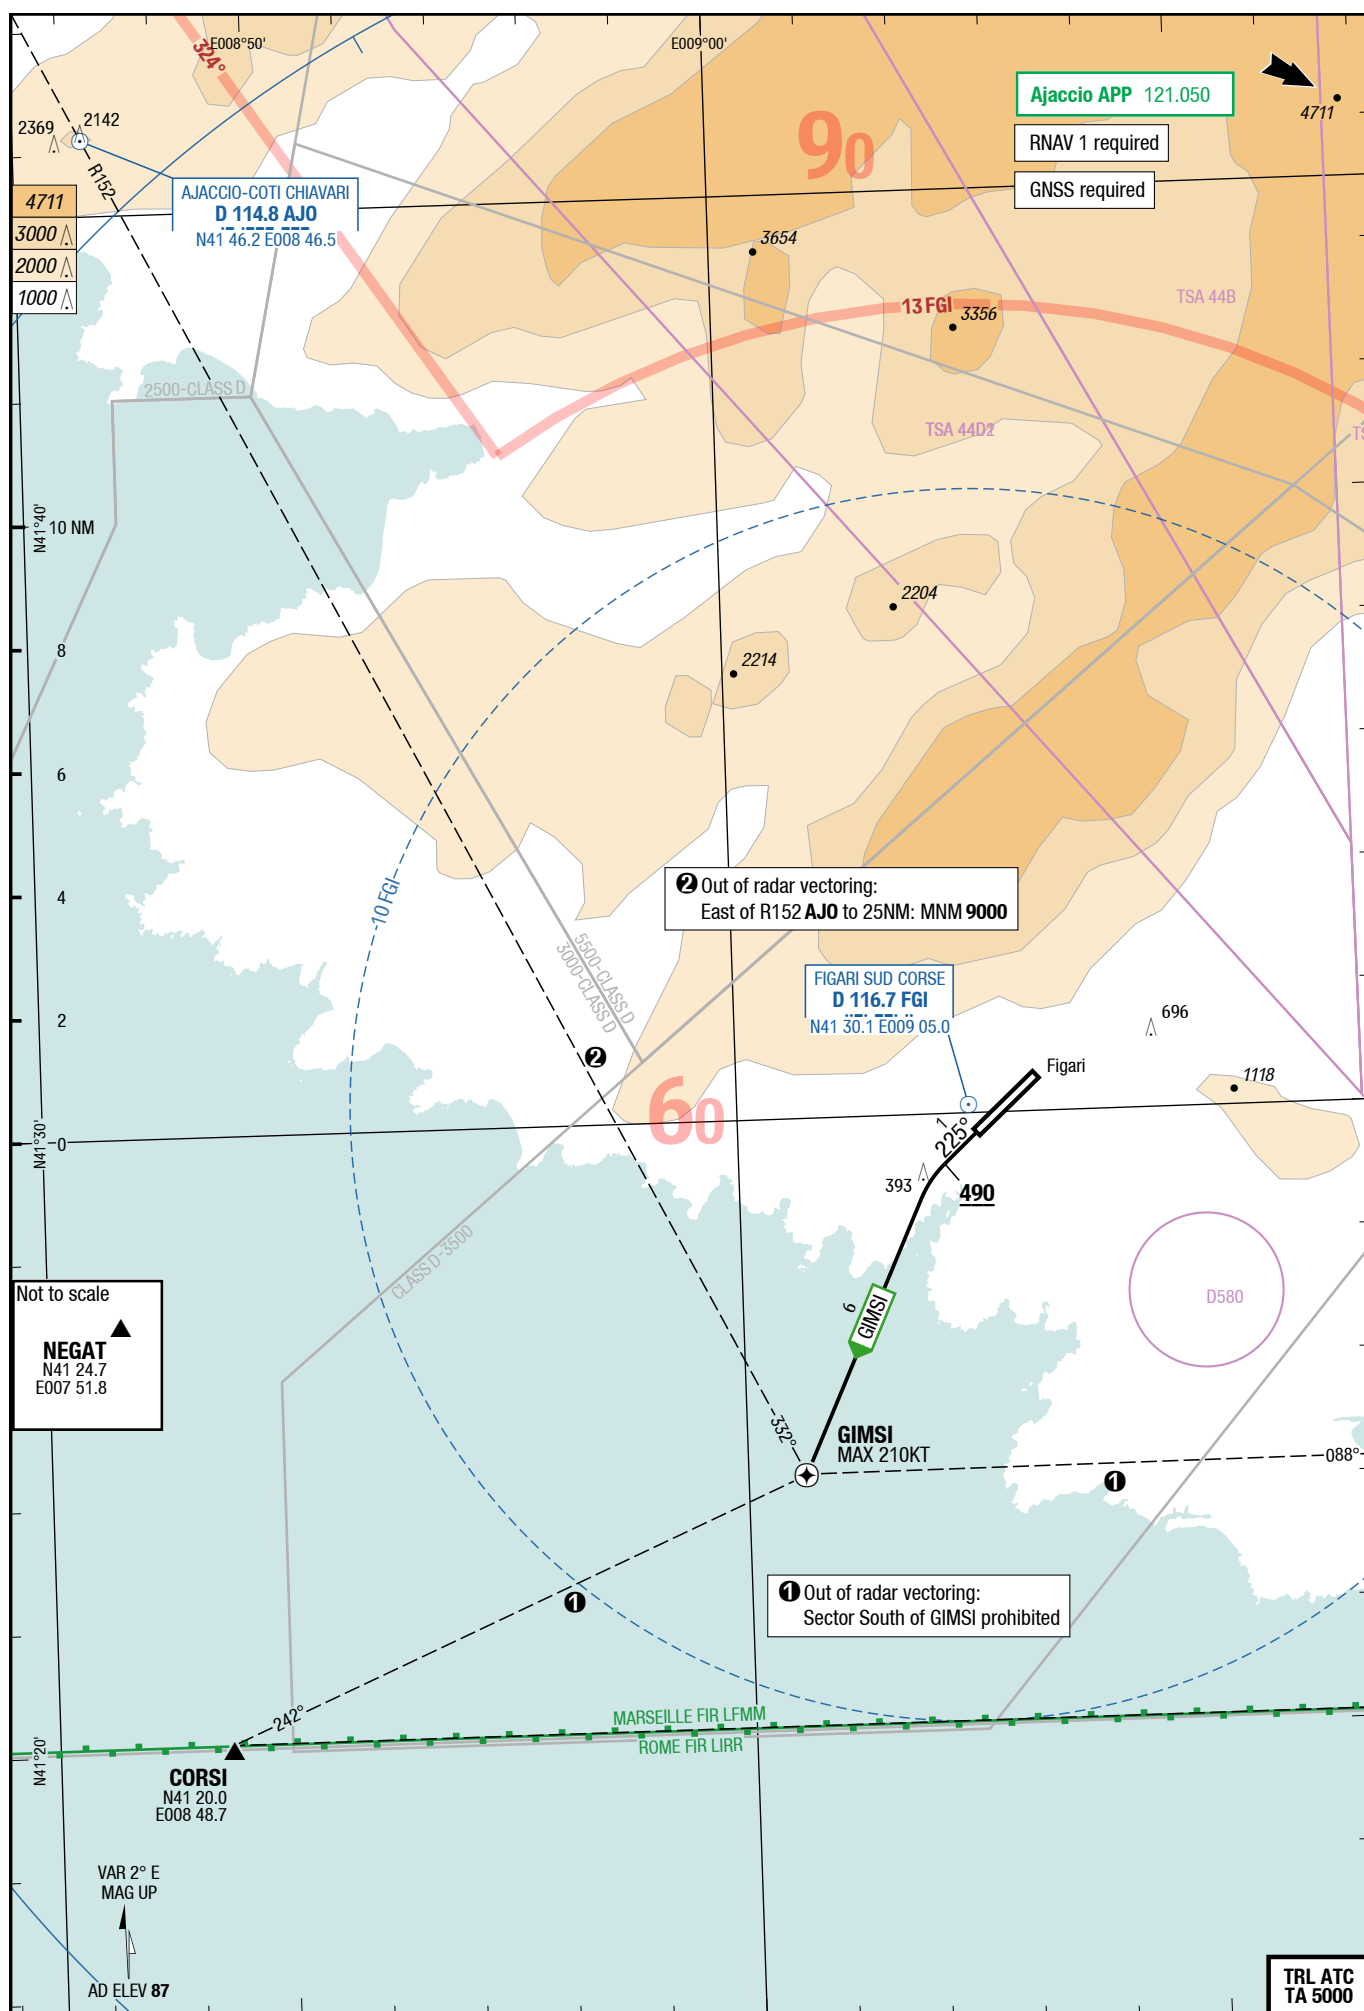 E008°50'
E009°00'
324°
90
Ajaccio APP 121.050
4711
RNAV 1 required
GNSS required
2369
2142
R152
AJACCIO-COTI CHIAVARI
D 114.8 AJO
N41 46.2 E008 46.5
4711
3000
2000
1000
3654
TSA 44B
13 FGI
3356
2500-CLASS D
TSA 44D2
N41°40'
10 NM
2204
8
2214
6
4
10 FGI
❷ Out of radar vectoring:
East of R152 AJO to 25NM: MNM 9000
5500-CLASS D
3000-CLASS D
FIGARI SUD CORSE
D 116.7 FGI
N41 30.1 E009 05.0
2
696
❷
Figari
1118
60
N41°30'
0
1
225°
393
490
CLASS D-3500
Not to scale
NEGAT
N41 24.7
E007 51.8
6
GIMSI
D580
332°
GIMSI
MAX 210KT
088°
❶
❶ Out of radar vectoring:
Sector South of GIMSI prohibited
❶
242°
MARSEILLE FIR LFMM
ROME FIR LIRR
N41°20'
CORSI
N41 20.0
E008 48.7
VAR 2° E
MAG UP
AD ELEV 87
TRL ATC
TA 5000